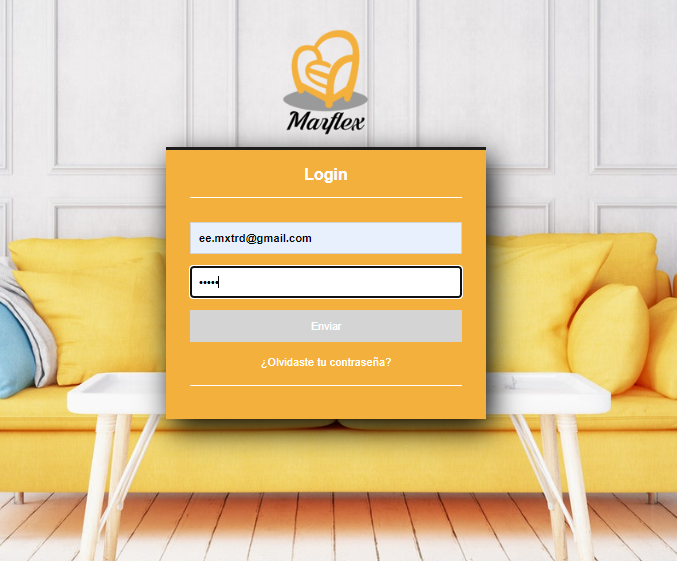 Marflex
Login
ee.mxtrd@gmail.com
•••••
Enviar
¿Olvidaste tu contraseña?